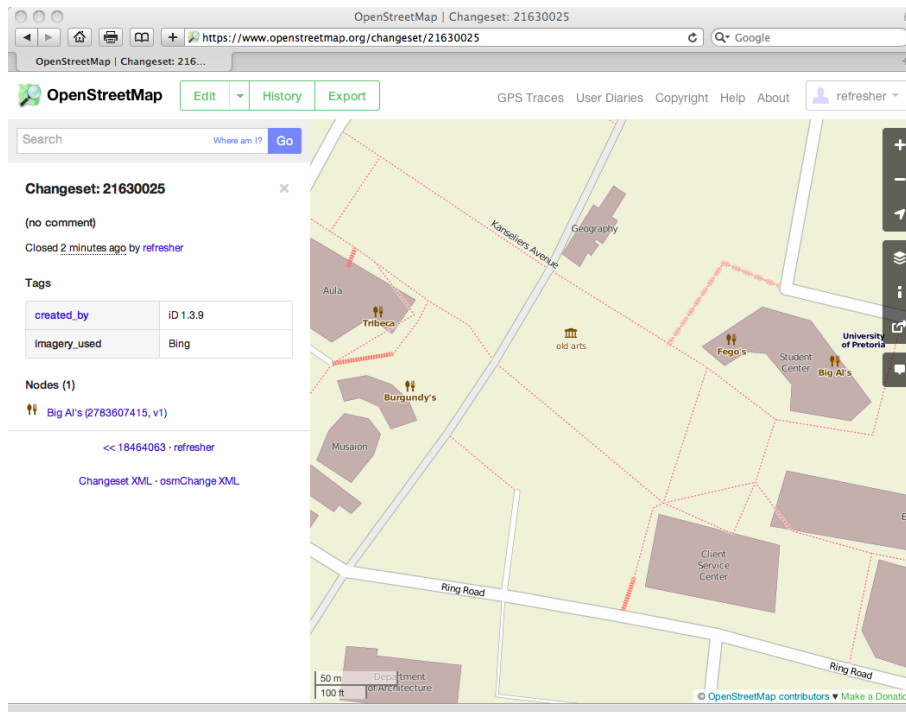 OpenStreetMap | Changeset: 21630025
https://www.openstreetmap.org/changeset/21630025
Google
OpenStreetMap | Changeset: 216...
OpenStreetMap
Edit
History
Export
GPS Traces
User Diaries
Copyright
Help
About
refresher
Search
Where am I?
Go
Changeset: 21630025
(no comment)
Closed 2 minutes ago by refresher
Tags
created_by
iD 1.3.9
imagery_used
Bing
Nodes (1)
Big Al's (2783607415, v1)
<< 18464063 · refresher
Changeset XML · osmChange XML
Kanseliers Avenue
Geography
Aula
Tribeca
old arts
Fego's
Student
Center
University
of Pretoria
Big Al's
Burgundy's
Musaion
Client
Service
Center
E
Ring Road
Ring Road
Department
of Architecture
50 m
100 ft
© OpenStreetMap contributors ♥ Make a Donatio